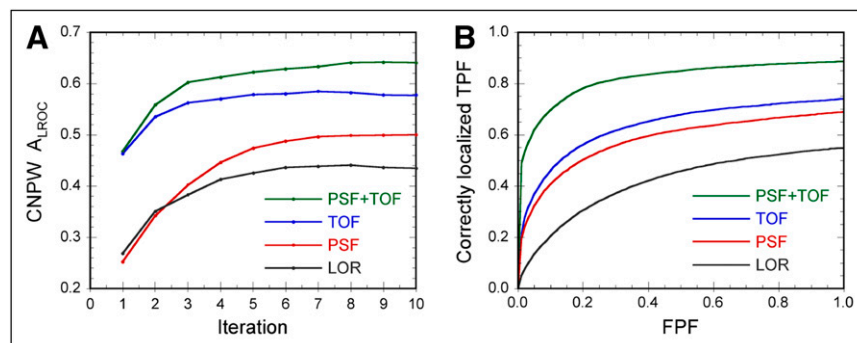 A
0.7
0.6
0.5
0.4
0.3
0.2
CNPW A_LROC
0 1 2 3 4 5 6 7 8 9 10
Iteration
PSF+TOF
TOF
PSF
LOR
B
1.0
0.8
0.6
0.4
0.2
0.0
Correctly localized TPF
0.0 0.2 0.4 0.6 0.8 1.0
FPF
PSF+TOF
TOF
PSF
LOR